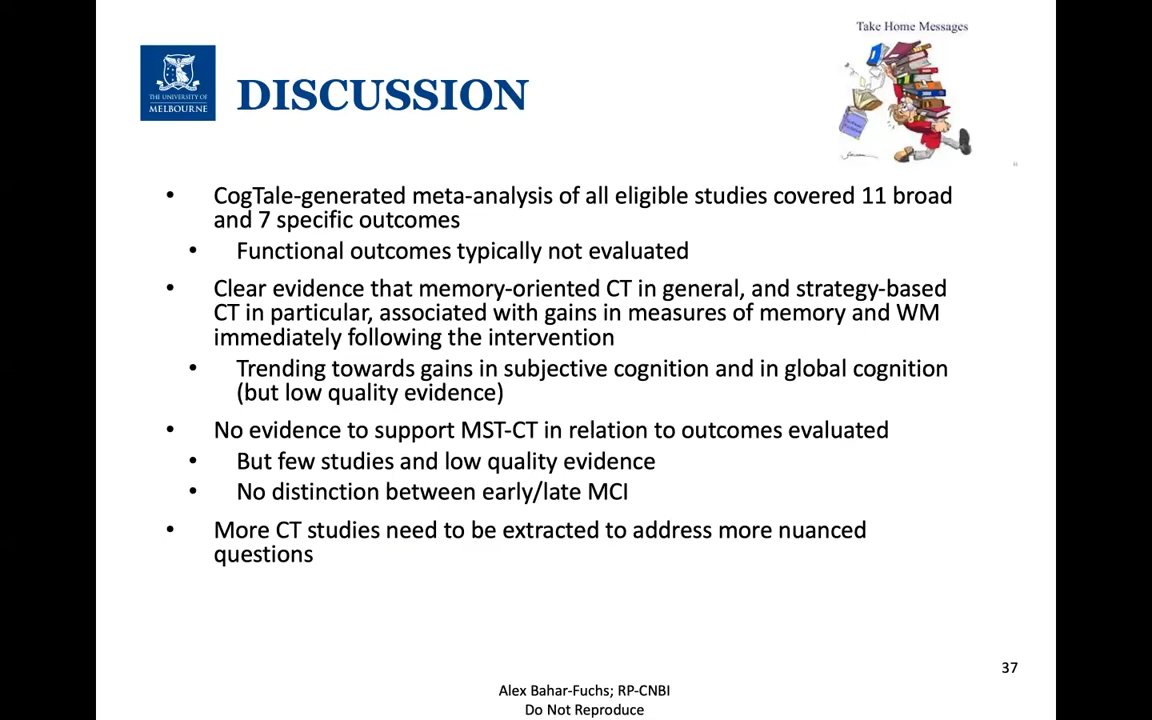 Take Home Messages
THE UNIVERSITY OF
MELBOURNE
DISCUSSION
• CogTale-generated meta-analysis of all eligible studies covered 11 broad
and 7 specific outcomes
• Functional outcomes typically not evaluated
• Clear evidence that memory-oriented CT in general, and strategy-based
CT in particular, associated with gains in measures of memory and WM
immediately following the intervention
• Trending towards gains in subjective cognition and in global cognition
(but low quality evidence)
• No evidence to support MST-CT in relation to outcomes evaluated
• But few studies and low quality evidence
• No distinction between early/late MCI
• More CT studies need to be extracted to address more nuanced
questions
37
Alex Bahar-Fuchs; RP-CNBI
Do Not Reproduce